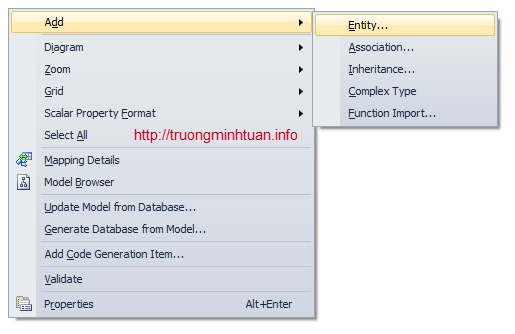 Add
Diagram
Zoom
Grid
Scalar Property Format
Select All
http://truongminhtuan.info
Mapping Details
Model Browser
Update Model from Database...
Generate Database from Model...
Add Code Generation Item...
Validate
Properties Alt+Enter
Entity...
Association...
Inheritance...
Complex Type
Function Import...